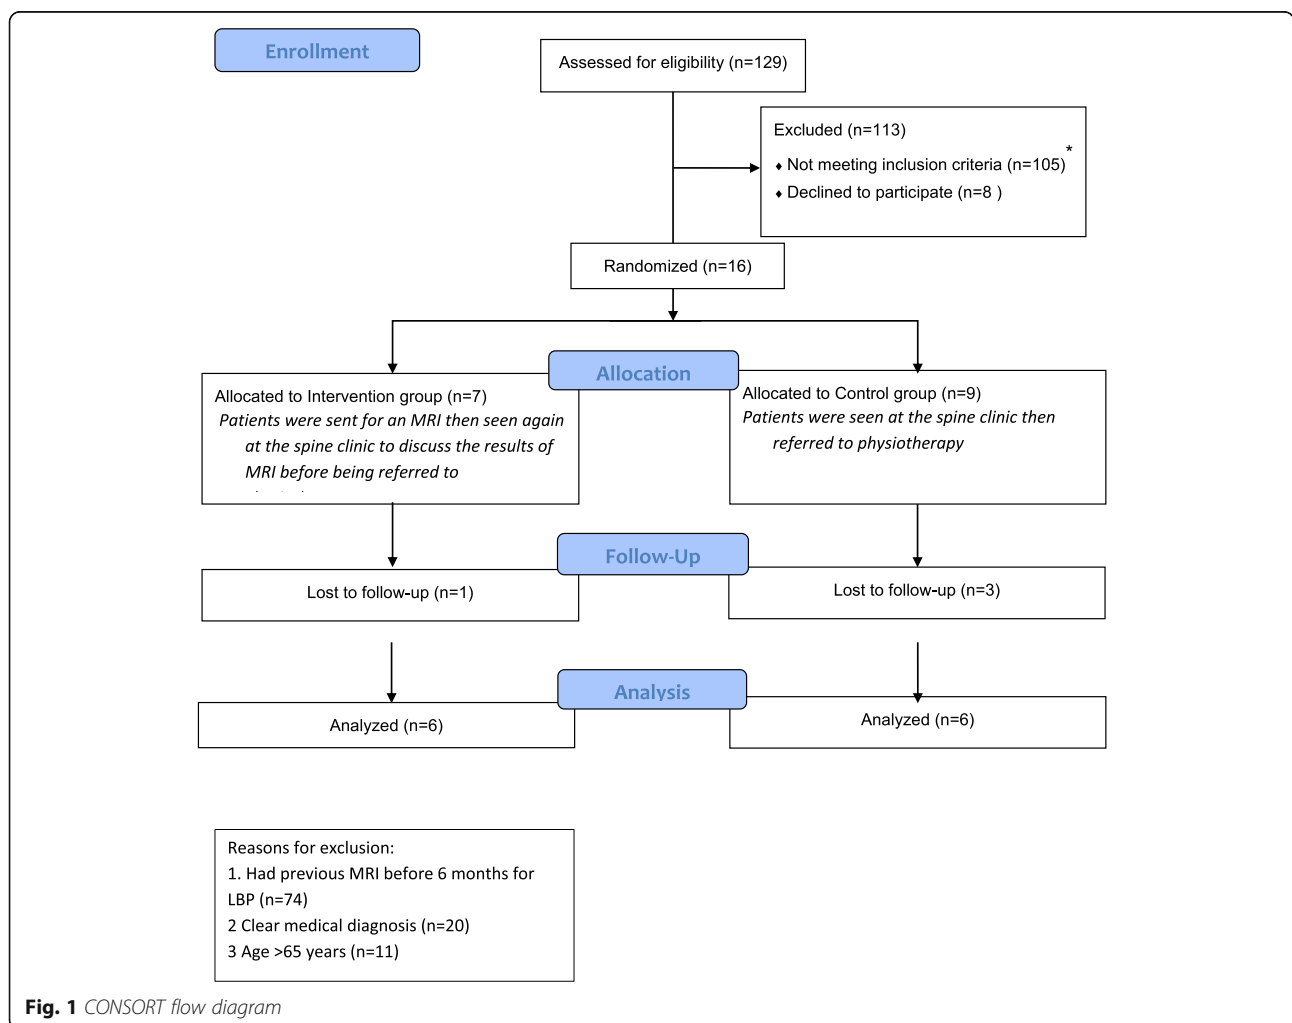 Enrollment
Assessed for eligibility (n=129)
Excluded (n=113)
♦ Not meeting inclusion criteria (n=105)*
♦ Declined to participate (n=8 )
Randomized (n=16)
Allocation
Allocated to Intervention group (n=7)
Patients were sent for an MRI then seen again
at the spine clinic to discuss the results of
MRI before being referred to
Allocated to Control group (n=9)
Patients were seen at the spine clinic then
referred to physiotherapy
Follow-Up
Lost to follow-up (n=1)
Lost to follow-up (n=3)
Analysis
Analyzed (n=6)
Analyzed (n=6)
Reasons for exclusion:
1. Had previous MRI before 6 months for
LBP (n=74)
2 Clear medical diagnosis (n=20)
3 Age >65 years (n=11)
Fig. 1 CONSORT flow diagram